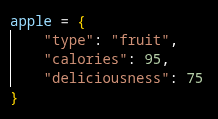 apple = {
    "type": "fruit",
    "calories": 95,
    "deliciousness": 75
}